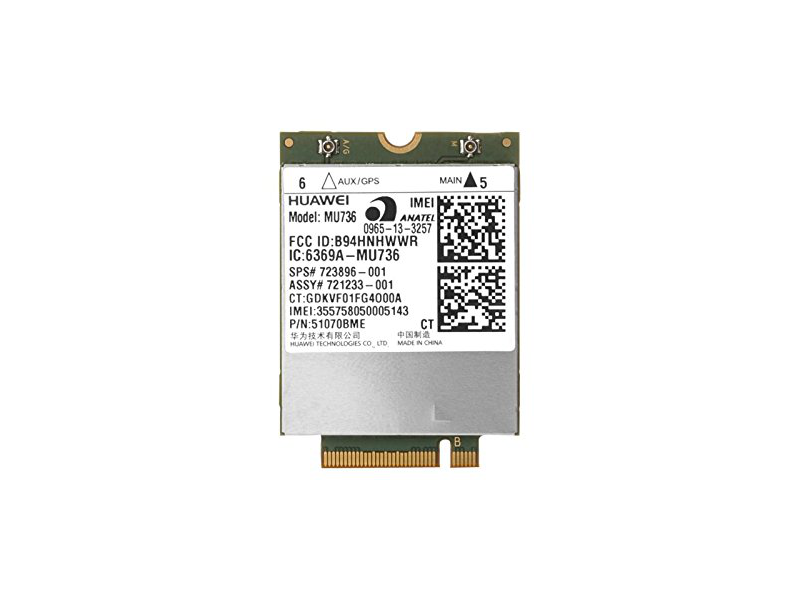 A/G
M
6 AUX/GPS MAIN 5
HUAWEI IMEI
Model: MU736 ANATEL
0965-13-3257
FCC ID:B94HNHWWR
IC:6369A-MU736
SPS# 723896-001
ASSY# 721233-001
CT:GDKVF01FG4000A
IMEI:355758050005143
P/N:51070BME CT
华为技术有限公司 中国制造
HUAWEI TECHNOLOGIES CO., LTD MADE IN CHINA
B